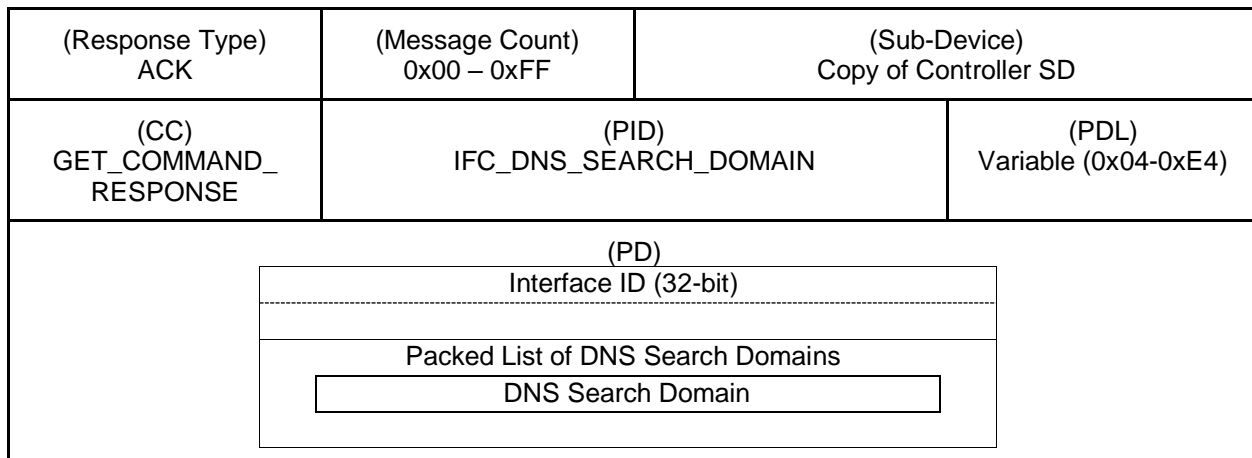 (Response Type)
ACK
(Message Count)
0x00 – 0xFF
(Sub-Device)
Copy of Controller SD
(CC)
GET_COMMAND_
RESPONSE
(PID)
IFC_DNS_SEARCH_DOMAIN
(PDL)
Variable (0x04-0xE4)
(PD)
Interface ID (32-bit)
Packed List of DNS Search Domains
DNS Search Domain